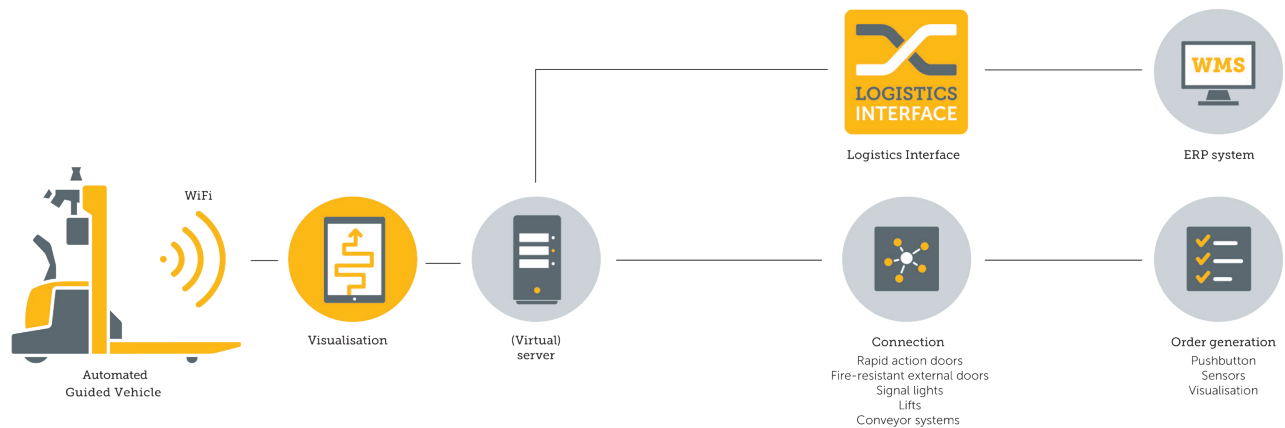 WMS
LOGISTICS
INTERFACE
Logistics Interface
ERP system
WiFi
Visualisation
(Virtual)
server
Connection
Rapid action doors
Fire-resistant external doors
Signal lights
Lifts
Conveyor systems
Order generation
Pushbutton
Sensors
Visualisation
Automated
Guided Vehicle